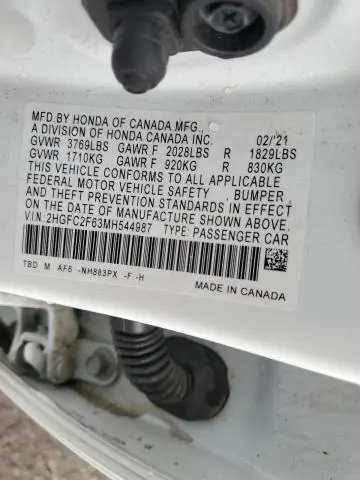 MFD.BY HONDA OF CANADA MFG.,
A DIVISION OF HONDA CANADA INC. 02/'21
GVWR 3769LBS GAWR F 2028LBS R 1829LBS
GVWR 1710KG GAWR F 920KG R 830KG
THIS VEHICLE CONFORMS TO ALL APPLICABLE
FEDERAL MOTOR VEHICLE SAFETY , BUMPER ,
AND THEFT PREVENTION STANDARDS IN EFFECT
ON THE DATE OF MANUFACTURE SHOWN ABOVE.
V.I.N:2HGFC2F63MH544987 TYPE:PASSENGER CAR
TBD M AF6 -NH883PX -F -H
MADE IN CANADA